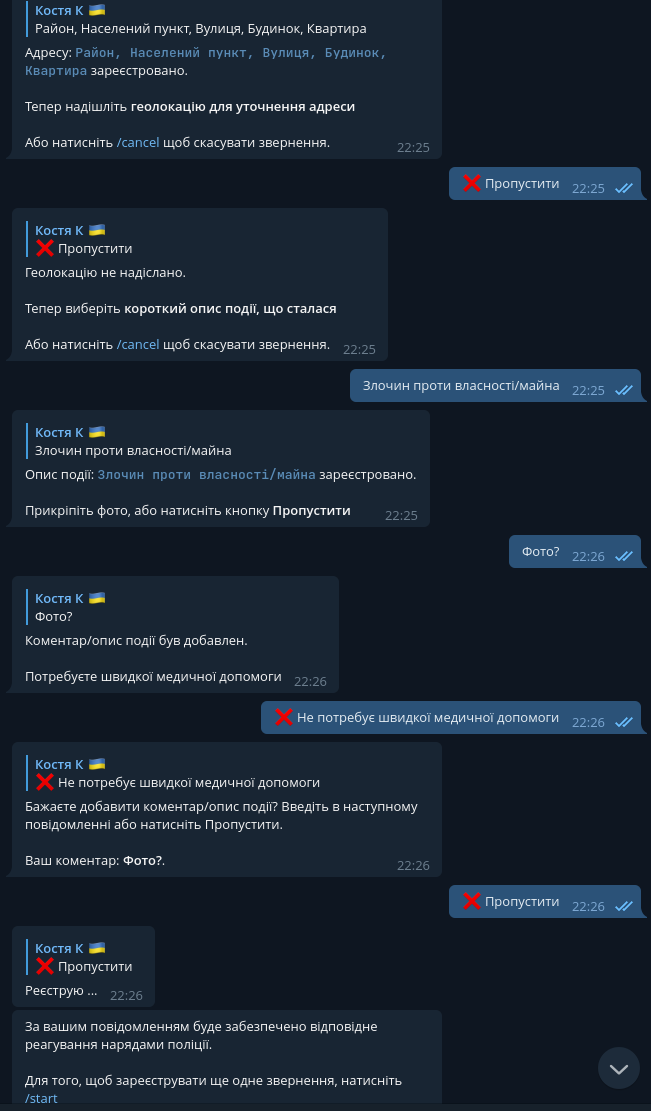 Костя К 🇺🇦
Район, Населений пункт, Вулиця, Будинок, Квартира
Адресу: Район, Населений пункт, Вулиця, Будинок,
Квартира зареєстровано.
Тепер надішліть геолокацію для уточнення адреси
Або натисніть /cancel щоб скасувати звернення.
22:25
❌ Пропустити 22:25
Костя К 🇺🇦
❌ Пропустити
Геолокацію не надіслано.
Тепер виберіть короткий опис події, що сталася
Або натисніть /cancel щоб скасувати звернення. 22:25
Злочин проти власності/майна 22:25
Костя К 🇺🇦
Злочин проти власності/майна
Опис події: Злочин проти власності/майна зареєстровано.
Прикріпіть фото, або натисніть кнопку Пропустити 22:25
Фото? 22:26
Костя К 🇺🇦
Фото?
Коментар/опис події був добавлен.
Потребуєте швидкої медичної допомоги 22:26
❌ Не потребує швидкої медичної допомоги 22:26
Костя К 🇺🇦
❌ Не потребує швидкої медичної допомоги
Бажаєте добавити коментар/опис події? Введіть в наступному
повідомленні або натисніть Пропустити.
Ваш коментар: Фото?. 22:26
❌ Пропустити 22:26
Костя К 🇺🇦
❌ Пропустити
Реєструю ... 22:26
За вашим повідомленням буде забезпечено відповідне
реагування нарядами поліції.
Для того, щоб зареєструвати ще одне звернення, натисніть
/start